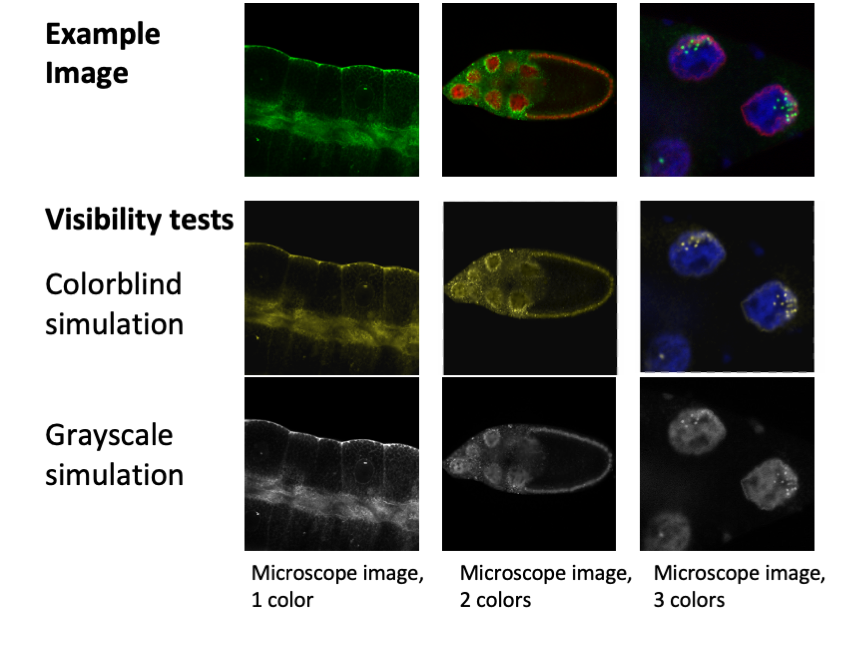 Example
Image
Visibility tests
Colorblind
simulation
Grayscale
simulation
Microscope image,
1 color
Microscope image,
2 colors
Microscope image,
3 colors